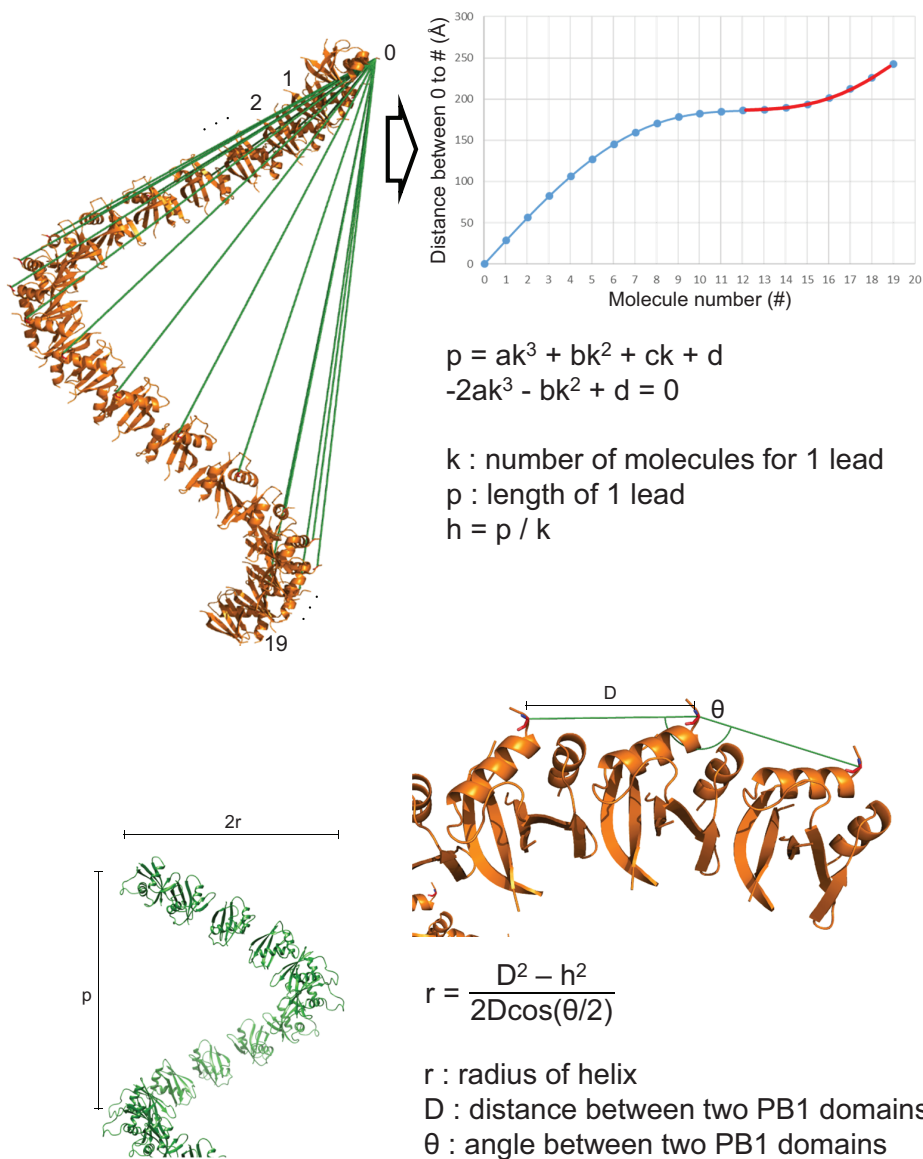 0
1
2
. . .
. . .
19
300
250
200
150
100
50
0
Distance between 0 to # (Å)
0 1 2 3 4 5 6 7 8 9 10 11 12 13 14 15 16 17 18 19 20
Molecule number (#)
p = ak³ + bk² + ck + d
-2ak³ - bk² + d = 0
k : number of molecules for 1 lead
p : length of 1 lead
h = p / k
D
θ
2r
p
r = D² – h²
2Dcos(θ/2)
r : radius of helix
D : distance between two PB1 domains
θ : angle between two PB1 domains